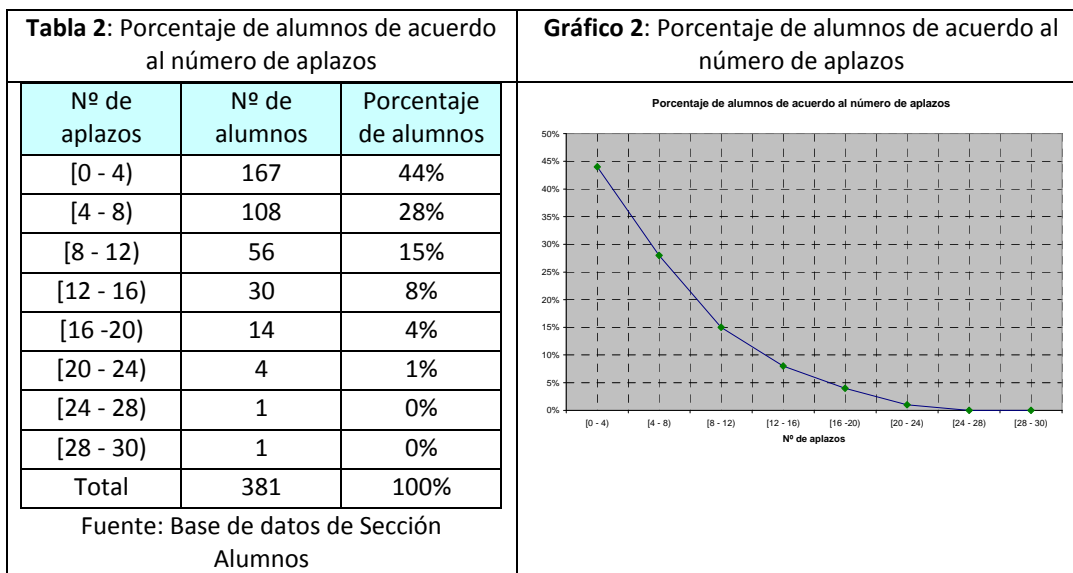 Tabla 2: Porcentaje de alumnos de acuerdo
al número de aplazos
Nº de
aplazos
Nº de
alumnos
Porcentaje
de alumnos
[0 - 4) 167 44%
[4 - 8) 108 28%
[8 - 12) 56 15%
[12 - 16) 30 8%
[16 -20) 14 4%
[20 - 24) 4 1%
[24 - 28) 1 0%
[28 - 30) 1 0%
Total 381 100%
Fuente: Base de datos de Sección
Alumnos
Gráfico 2: Porcentaje de alumnos de acuerdo al
número de aplazos
Porcentaje de alumnos de acuerdo al número de aplazos
50%
45%
40%
35%
30%
25%
20%
15%
10%
5%
0%
[0 - 4) [4 - 8) [8 - 12) [12 - 16) [16 -20) [20 - 24) [24 - 28) [28 - 30)
Nº de aplazos